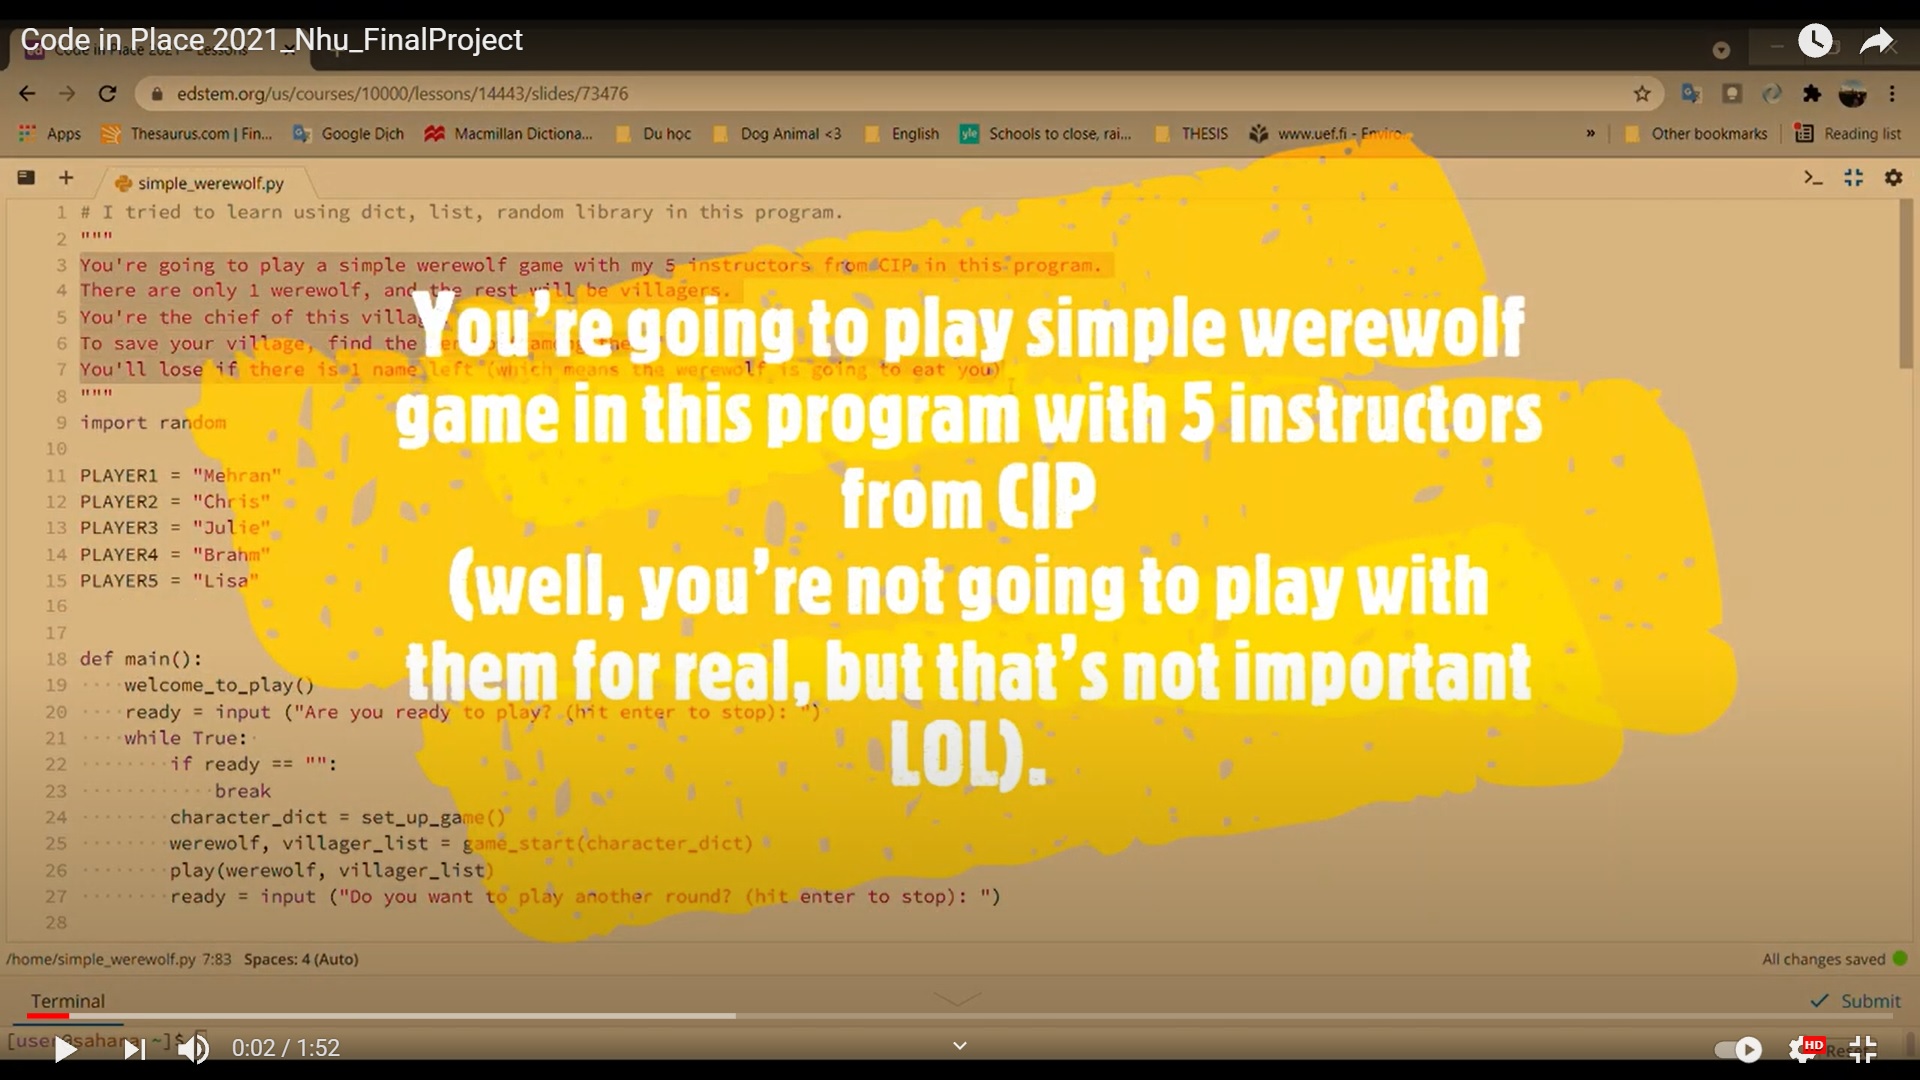 Code in Place 2021_Nhu_FinalProject
edstem.org/us/courses/10000/lessons/14443/slides/73476
Apps Thesaurus.com | Fin... Google Dịch Macmillan Dictiona... Du học Dog Animal <3 English yle Schools to close, rai... THESIS www.uef.fi - Enviro... » Other bookmarks Reading list
simple_werewolf.py
1 # I tried to learn using dict, list, random library in this program.
2 """
3 You're going to play a simple werewolf game with my 5 instructors from CIP in this program.
4 There are only 1 werewolf, and the rest will be villagers.
5 You're the chief of this villag
6 To save your village, find the
7 You'll lose if there is 1 name left (which means the werewolf is going to eat you)
8 """
9 import random
10
11 PLAYER1 = "Mehran"
12 PLAYER2 = "Chris"
13 PLAYER3 = "Julie"
14 PLAYER4 = "Brahm"
15 PLAYER5 = "Lisa"
16
17
18 def main():
19 welcome_to_play()
20 ready = input ("Are you ready to play? (hit enter to stop): ")
21 while True:
22 if ready == "":
23 break
24 character_dict = set_up_game()
25 werewolf, villager_list = game_start(character_dict)
26 play(werewolf, villager_list)
27 ready = input ("Do you want to play another round? (hit enter to stop): ")
28
You're going to play simple werewolf
game in this program with 5 instructors
from CIP
(well, you're not going to play with
them for real, but that's not important
LOL).
/home/simple_werewolf.py 7:83 Spaces: 4 (Auto)
All changes saved
Terminal
Submit
0:02 / 1:52
HD